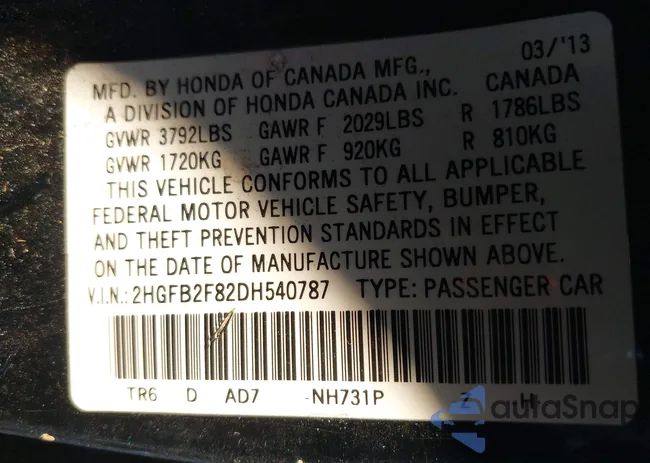 03/'13
MFD. BY HONDA OF CANADA MFG., CANADA
A DIVISION OF HONDA CANADA INC.
GVWR 3792LBS GAWR F 2029LBS R 1786LBS
GVWR 1720KG GAWR F 920KG R 810KG
THIS VEHICLE CONFORMS TO ALL APPLICABLE
FEDERAL MOTOR VEHICLE SAFETY, BUMPER,
AND THEFT PREVENTION STANDARDS IN EFFECT
ON THE DATE OF MANUFACTURE SHOWN ABOVE.
V.I.N.: 2HGFB2F82DH540787 TYPE: PASSENGER CAR
TR6 D AD7 -NH731P H
autaSnap